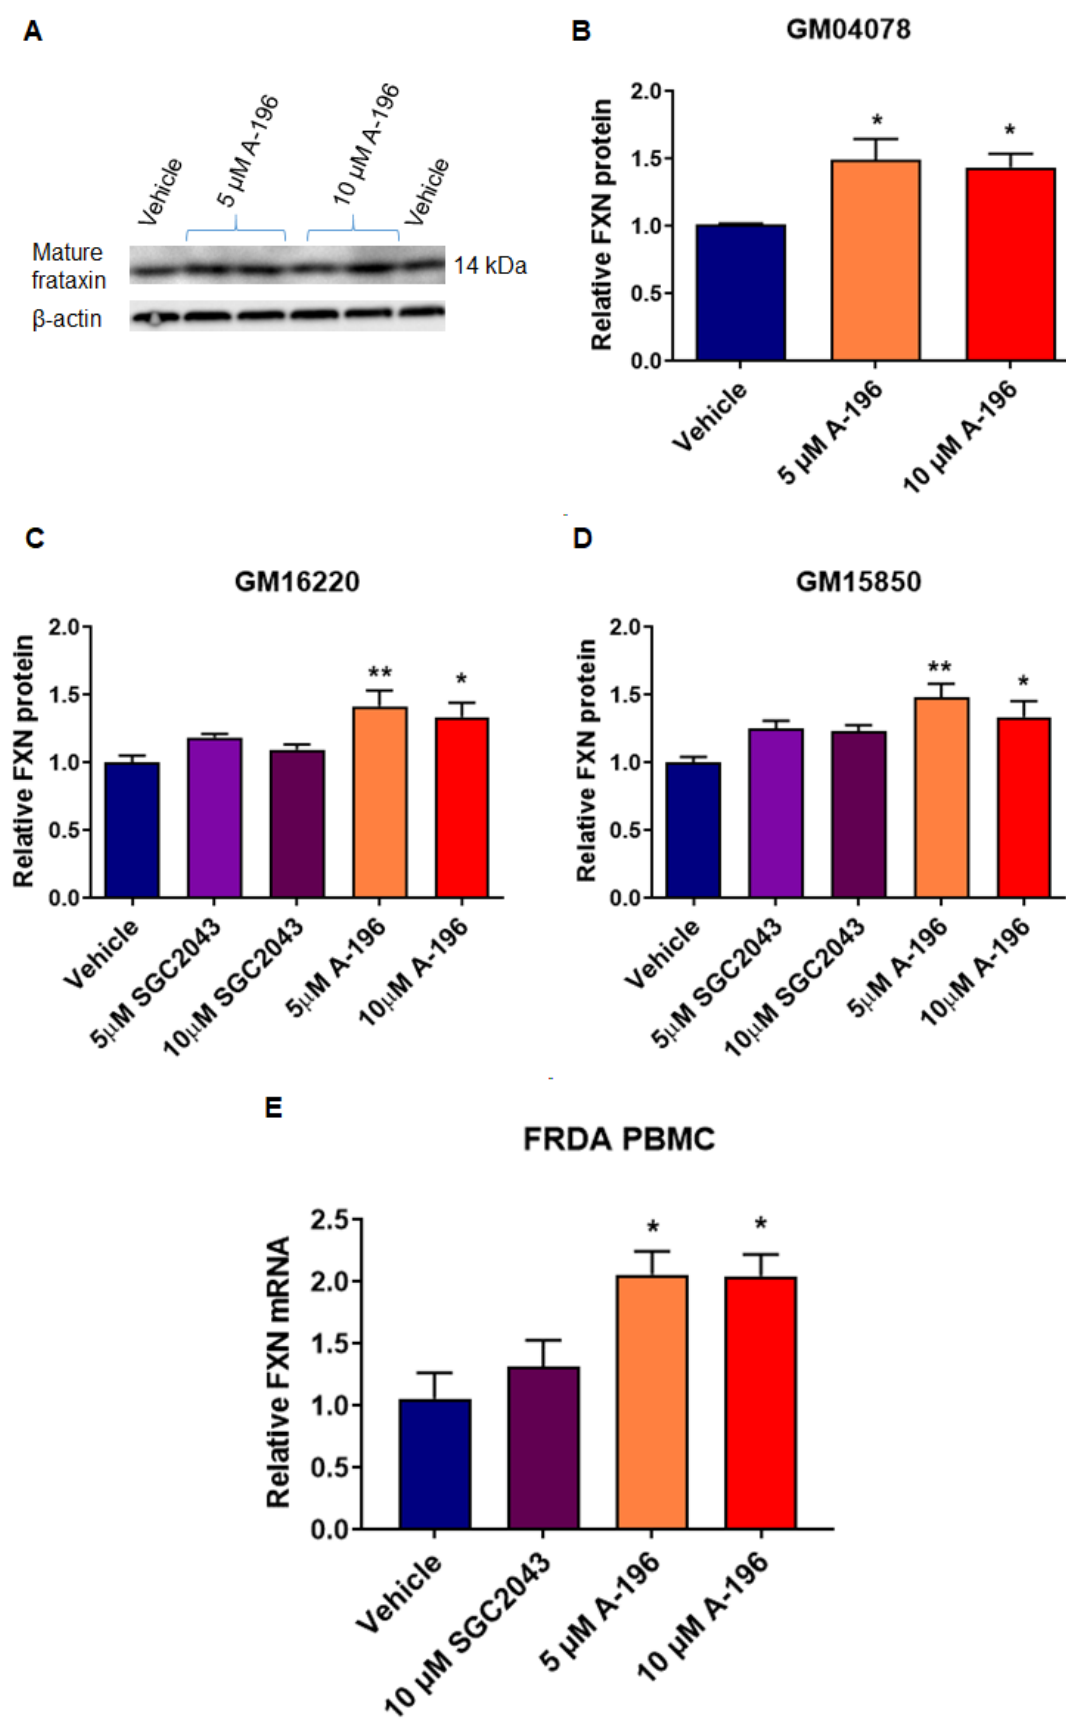 A
Vehicle
5 µM A-196
10 µM A-196
Vehicle
Mature
frataxin
14 kDa
β-actin
B
GM04078
Relative FXN protein
2.0
1.5
1.0
0.5
0.0
*
*
Vehicle
5 µM A-196
10 µM A-196
C
GM16220
Relative FXN protein
2.0
1.5
1.0
0.5
0.0
**
*
Vehicle
5µM SGC2043
10µM SGC2043
5µM A-196
10µM A-196
D
GM15850
Relative FXN protein
2.0
1.5
1.0
0.5
0.0
**
*
Vehicle
5µM SGC2043
10µM SGC2043
5µM A-196
10µM A-196
E
FRDA PBMC
Relative FXN mRNA
2.5
2.0
1.5
1.0
0.5
0.0
*
*
Vehicle
10 µM SGC2043
5 µM A-196
10 µM A-196